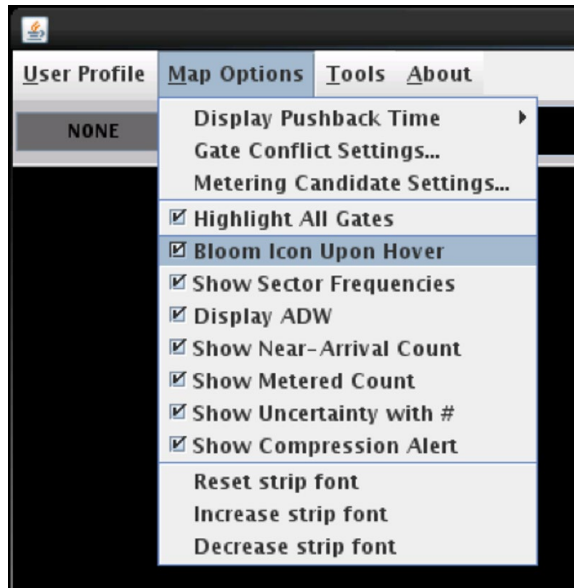 User Profile Map Options Tools About
NONE
Display Pushback Time
Gate Conflict Settings...
Metering Candidate Settings...
Highlight All Gates
Bloom Icon Upon Hover
Show Sector Frequencies
Display ADW
Show Near-Arrival Count
Show Metered Count
Show Uncertainty with #
Show Compression Alert
Reset strip font
Increase strip font
Decrease strip font